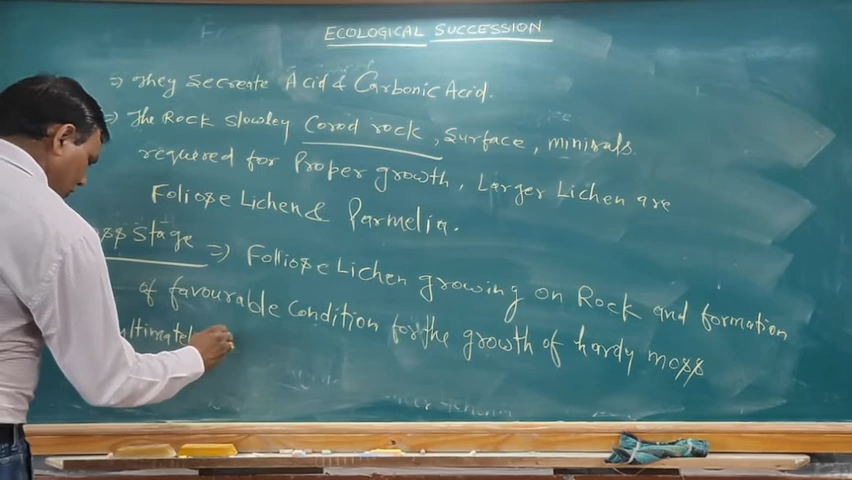 ECOLOGICAL SUCCESSION
⇒ They Secreate Acid & Carbonic Acid.
⇒ The Rock Slowley Corod rock, Surface, minirals
required for Proper growth, Larger Lichen are
Foliose Lichen & Parmelia.
Stage ⇒ Folliose Lichen growing on Rock and formation
of favourable Condition for the growth of hardy moss
ultimatel